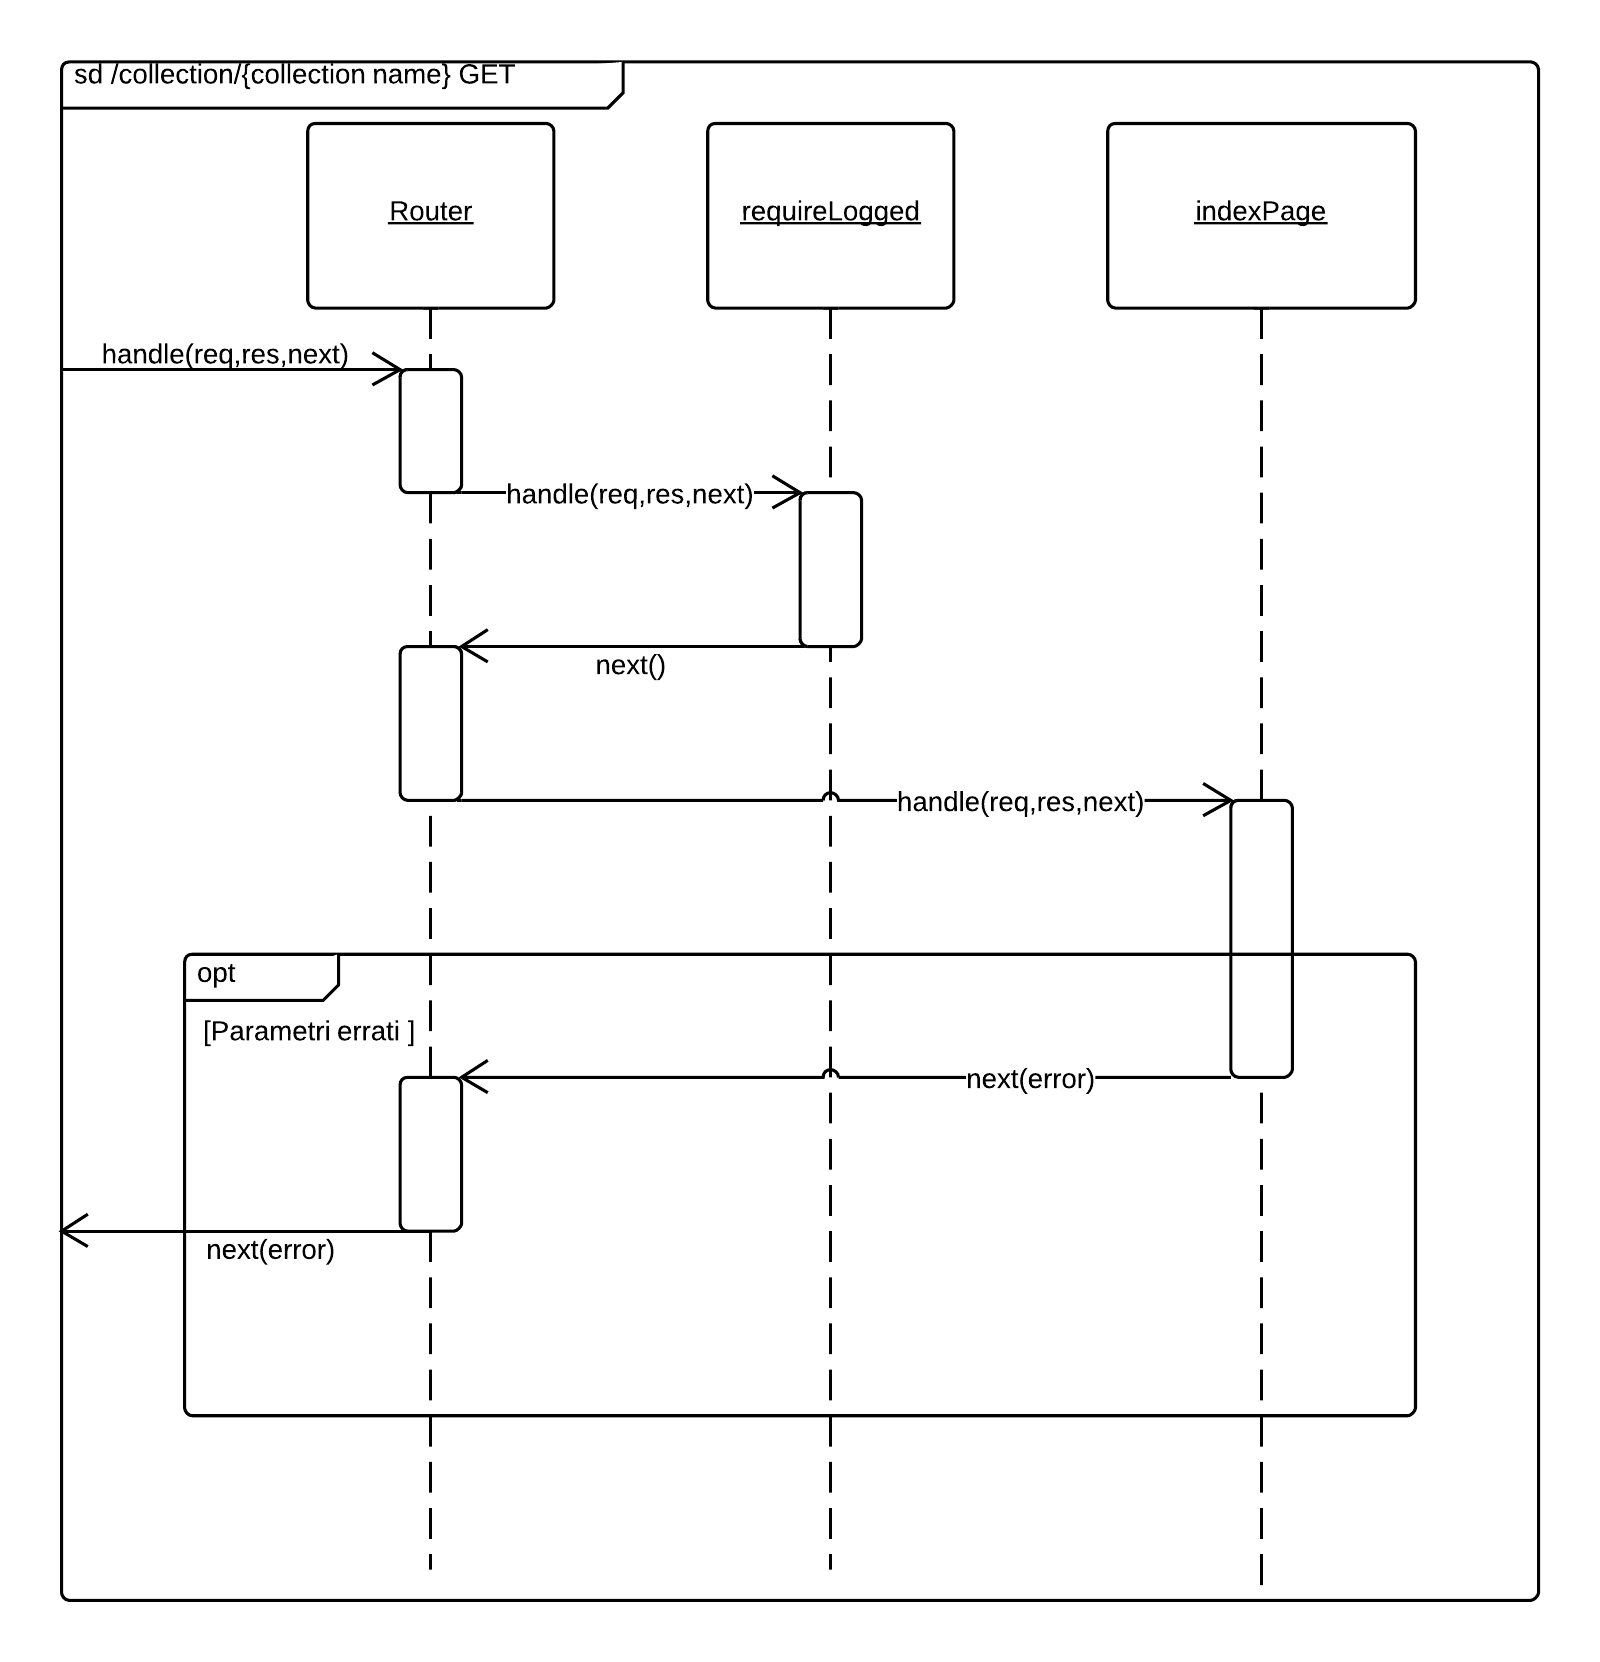 sd /collection/{collection name} GET
Router
requireLogged
indexPage
handle(req,res,next)
handle(req,res,next)
next()
handle(req,res,next)
opt
[Parametri errati ]
next(error)
next(error)